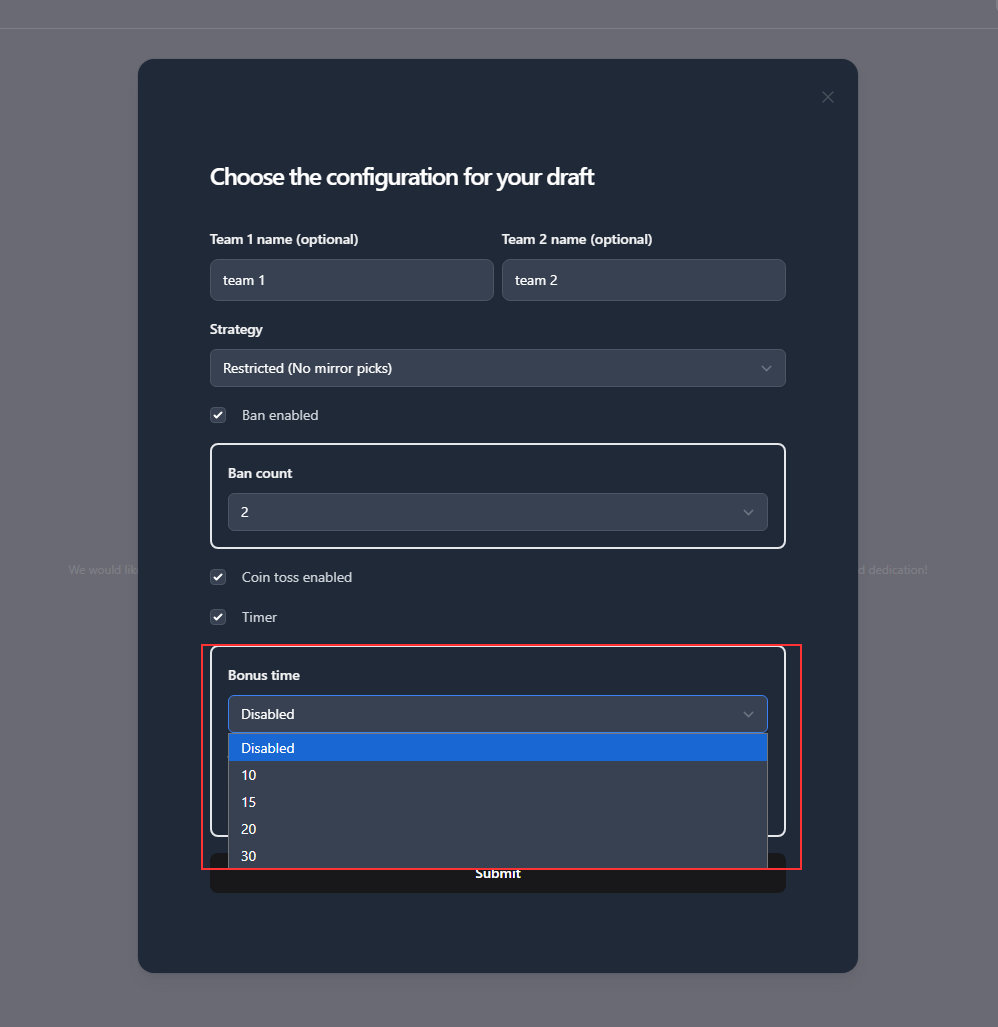 Choose the configuration for your draft
Team 1 name (optional) Team 2 name (optional)
team 1 team 2
Strategy
Restricted (No mirror picks)
Ban enabled
Ban count
2
We would lik d dedication!
Coin toss enabled
Timer
Bonus time
Disabled
Disabled
10
15
20
30
Submit